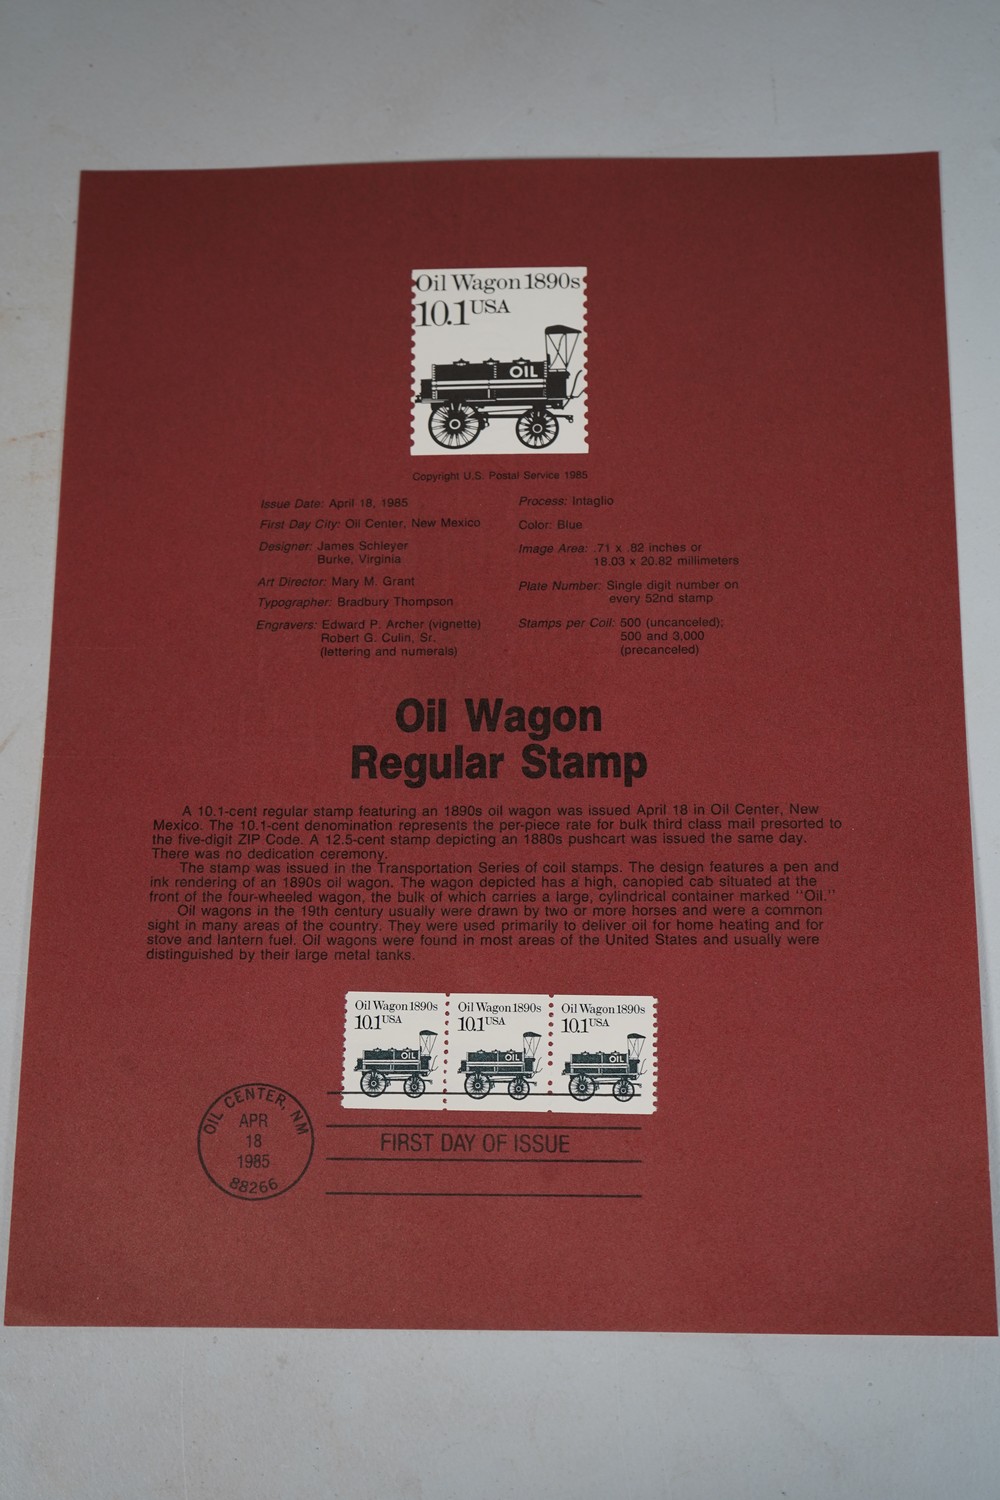 Oil Wagon 1890s
10.1 USA
OIL
Copyright U.S. Postal Service 1985
Issue Date: April 18, 1985
First Day City: Oil Center, New Mexico
Designer: James Schleyer
Burke, Virginia
Art Director: Mary M. Grant
Typographer: Bradbury Thompson
Engravers: Edward P. Archer (vignette)
Robert G. Culin, Sr.
(lettering and numerals)
Process: Intaglio
Color: Blue
Image Area: .71 x .82 inches or
18.03 x 20.82 millimeters
Plate Number: Single digit number on
every 52nd stamp
Stamps per Coil: 500 (uncanceled);
500 and 3,000
(precanceled)
Oil Wagon
Regular Stamp
A 10.1-cent regular stamp featuring an 1890s oil wagon was issued April 18 in Oil Center, New
Mexico. The 10.1-cent denomination represents the per-piece rate for bulk third class mail presorted to
the five-digit ZIP Code. A 12.5-cent stamp depicting an 1880s pushcart was issued the same day.
There was no dedication ceremony.
The stamp was issued in the Transportation Series of coil stamps. The design features a pen and
ink rendering of an 1890s oil wagon. The wagon depicted has a high, canopied cab situated at the
front of the four-wheeled wagon, the bulk of which carries a large, cylindrical container marked "Oil."
Oil wagons in the 19th century usually were drawn by two or more horses and were a common
sight in many areas of the country. They were used primarily to deliver oil for home heating and for
stove and lantern fuel. Oil wagons were found in most areas of the United States and usually were
distinguished by their large metal tanks.
Oil Wagon 1890s
10.1 USA
OIL
Oil Wagon 1890s
10.1 USA
OIL
Oil Wagon 1890s
10.1 USA
OIL
OIL CENTER, NM
APR
18
1985
88266
FIRST DAY OF ISSUE